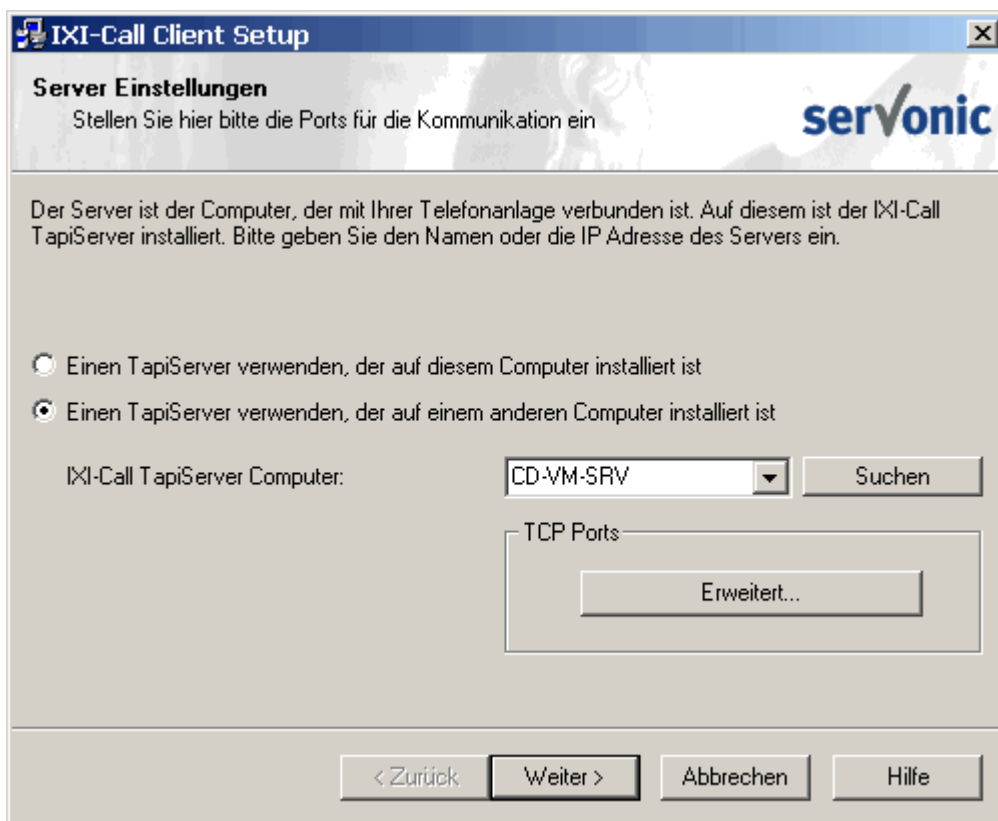 IXI-Call Client Setup
Server Einstellungen
Stellen Sie hier bitte die Ports für die Kommunikation ein
servonic
Der Server ist der Computer, der mit Ihrer Telefonanlage verbunden ist. Auf diesem ist der IXI-Call
TapiServer installiert. Bitte geben Sie den Namen oder die IP Adresse des Servers ein.
Einen TapiServer verwenden, der auf diesem Computer installiert ist
Einen TapiServer verwenden, der auf einem anderen Computer installiert ist
IXI-Call TapiServer Computer:
CD-VM-SRV
Suchen
TCP Ports
Erweitert...
< Zurück
Weiter >
Abbrechen
Hilfe